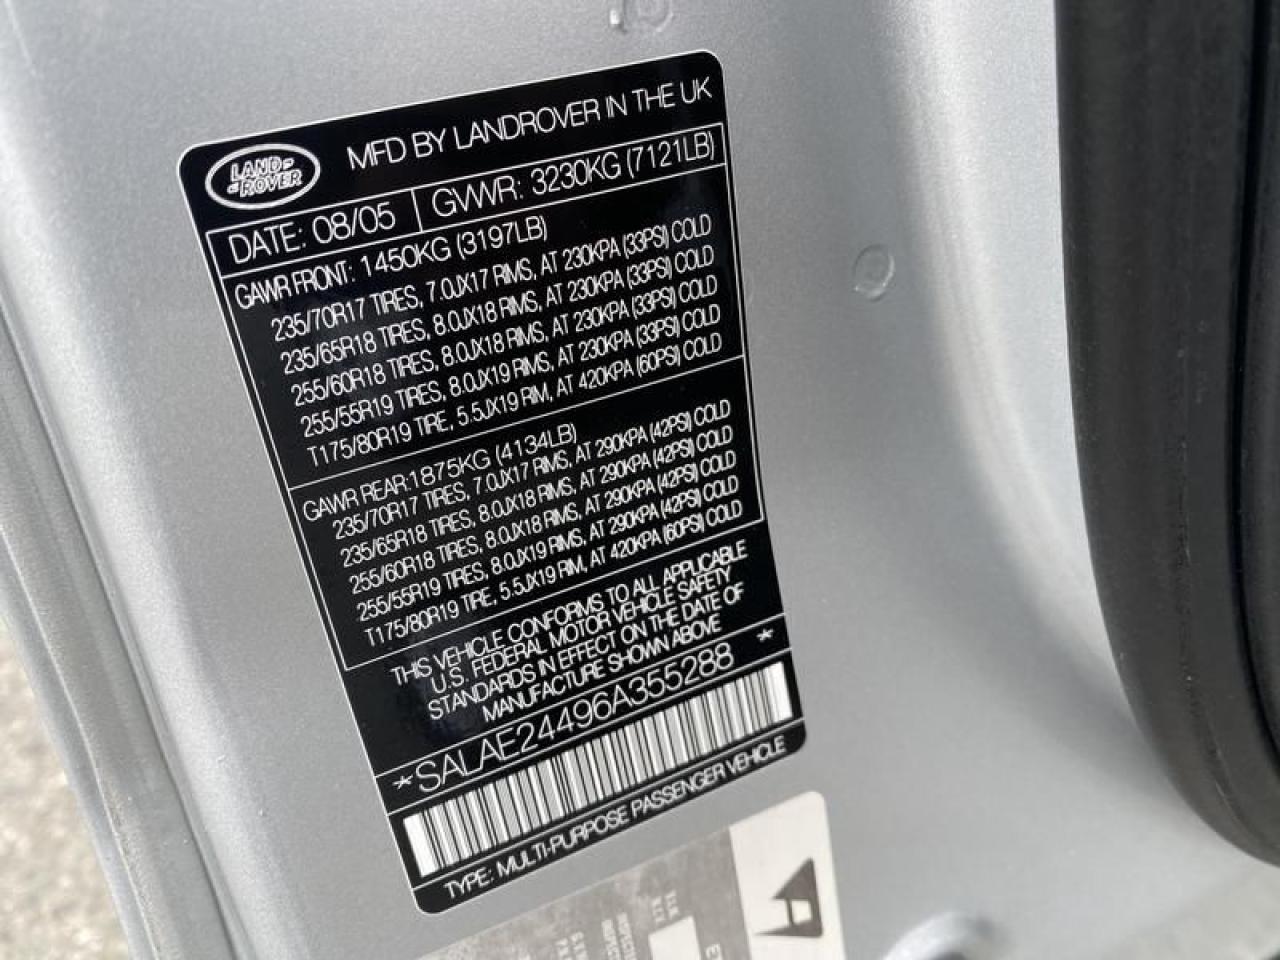 LAND
ROVER
MFD BY LANDROVER IN THE UK
DATE: 08/05 GVWR: 3230KG (7121LB)
GAWR FRONT: 1450KG (3197LB)
235/70R17 TIRES, 7.0JX17 RIMS, AT 230KPA (33PSI) COLD
235/65R18 TIRES, 8.0JX18 RIMS, AT 230KPA (33PSI) COLD
255/60R18 TIRES, 8.0JX18 RIMS, AT 230KPA (33PSI) COLD
255/55R19 TIRES, 8.0JX19 RIMS, AT 230KPA (33PSI) COLD
T175/80R19 TIRE, 5.5JX19 RIM, AT 420KPA (60PSI) COLD
GAWR REAR:1875KG (4134LB)
235/70R17 TIRES, 7.0JX17 RIMS, AT 290KPA (42PSI) COLD
235/65R18 TIRES, 8.0JX18 RIMS, AT 290KPA (42PSI) COLD
255/60R18 TIRES, 8.0JX18 RIMS, AT 290KPA (42PSI) COLD
255/55R19 TIRES, 8.0JX19 RIMS, AT 290KPA (42PSI) COLD
T175/80R19 TIRE, 5.5JX19 RIM, AT 420KPA (60PSI) COLD
THIS VEHICLE CONFORMS TO ALL APPLICABLE
U.S. FEDERAL MOTOR VEHICLE SAFETY
STANDARDS IN EFFECT ON THE DATE OF
MANUFACTURE SHOWN ABOVE
*SALAE24496A355288 *
TYPE: MULTI-PURPOSE PASSENGER VEHICLE